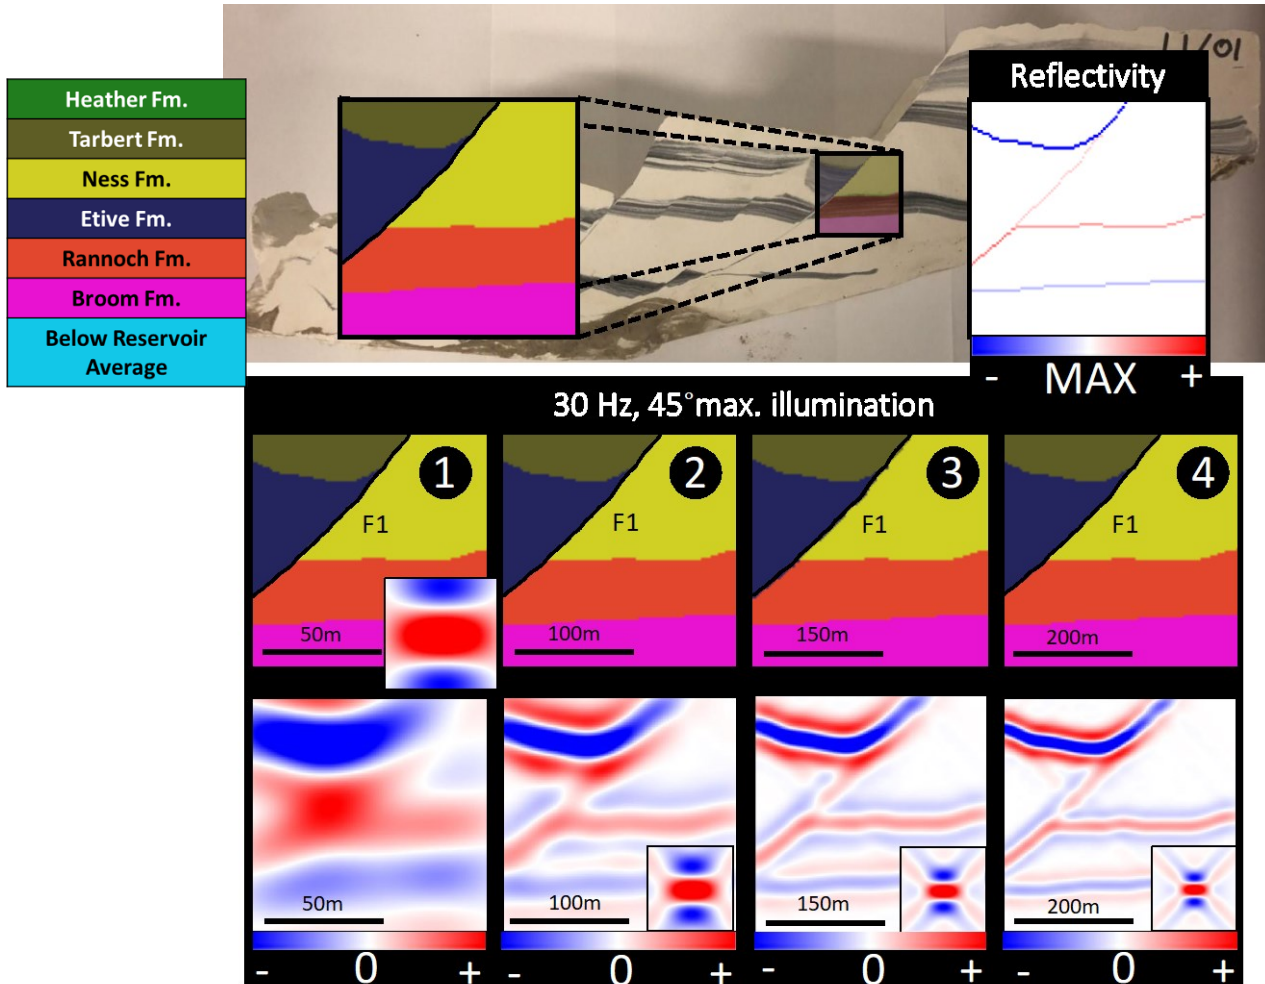 11/01
Reflectivity
Heather Fm.
Tarbert Fm.
Ness Fm.
Etive Fm.
Rannoch Fm.
Broom Fm.
Below Reservoir
Average
- MAX +
30 Hz, 45°max. illumination
1
2
3
4
F1
F1
F1
F1
50m
100m
150m
200m
50m
100m
150m
200m
- 0 +
- 0 +
- 0 +
- 0 +